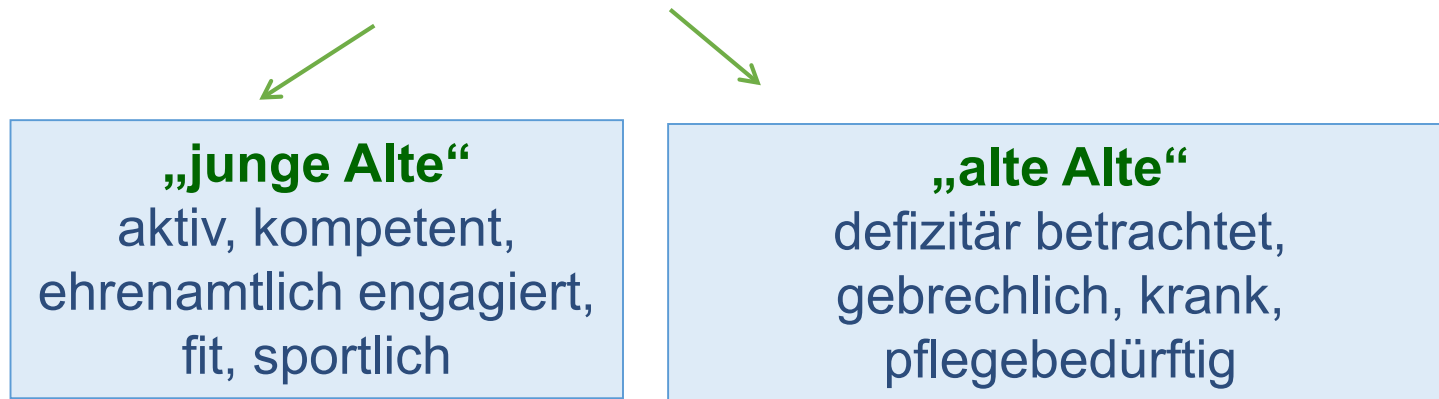 „junge Alte“
aktiv, kompetent,
ehrenamtlich engagiert,
fit, sportlich
„alte Alte“
defizitär betrachtet,
gebrechlich, krank,
pflegebedürftig